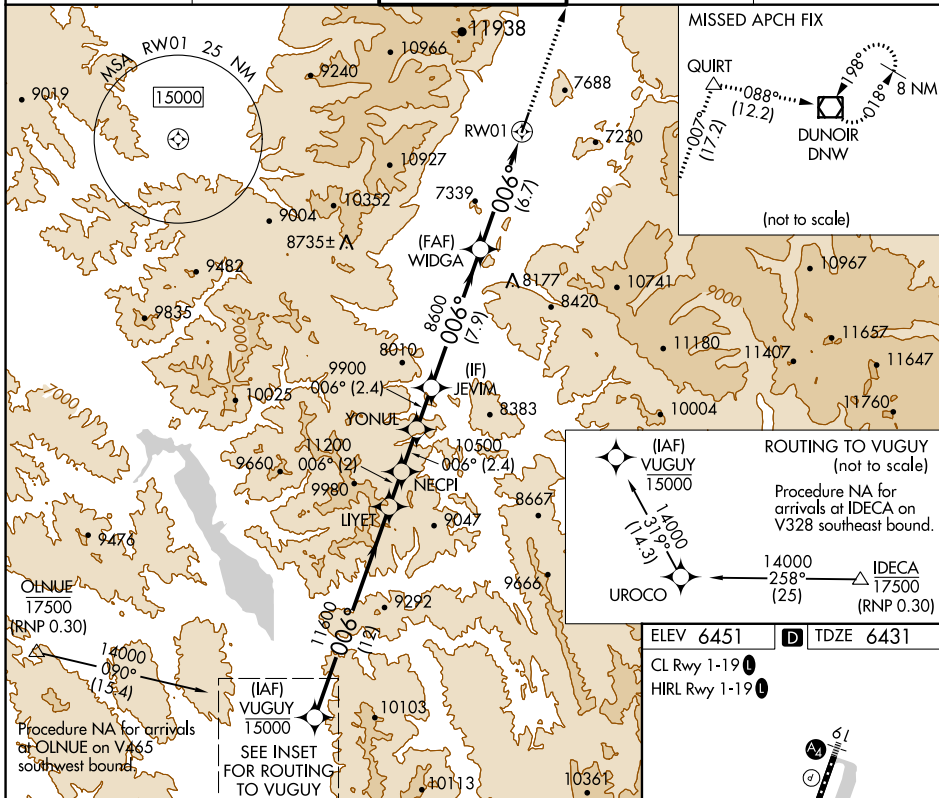 MSA RW01 25 NM
15000
9019
9240
10966
11938
7688
RW01
7230
10927
7339
006°
(6.7)
10352
9004
8735±
(FAF)
WIDGA
7000
9482
8177
10741
8420
9000
10967
9835
9000
8600
006°
(7.9)
8010
11180
11407
11657
11647
9900
006° (2.4)
(IF)
JEVIM
7000
10025
YONUL
8383
10004
11760
11200
006° (2)
10500
006° (2.4)
9660
9980
NECPI
LIYET
9047
8667
9476
9666
9292
11600
006°
(12)
OLNUE
17500
(RNP 0.30)
14000
090°
(15.4)
Procedure NA for arrivals
at OLNUE on V465
southwest bound.
(IAF)
VUGUY
15000
SEE INSET
FOR ROUTING
TO VUGUY
10103
10113
10361
MISSED APCH FIX
QUIRT
088°
(12.2)
007°
(17.2)
198°
018°
8 NM
DUNOIR
DNW
(not to scale)
ROUTING TO VUGUY
(not to scale)
(IAF)
VUGUY
15000
Procedure NA for
arrivals at IDECA on
V328 southeast bound.
14000
319°
(14.3)
UROCO
14000
258°
(25)
IDECA
17500
(RNP 0.30)
ELEV 6451
D
TDZE 6431
CL Rwy 1-19 L
HIRL Rwy 1-19 L
19
A4